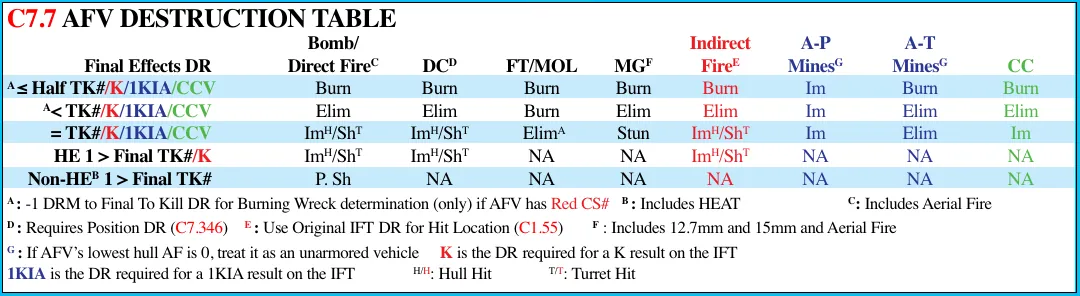 C7.7 AFV DESTRUCTION TABLE
Bomb/ Indirect A-P A-T
Final Effects DR Direct Fireᶜ DCᴰ FT/MOL MGꟳ Fireᴱ Minesᴳ Minesᴳ CC
ᴬ ≤ Half TK#/K/1KIA/CCV Burn Burn Burn Burn Burn Im Burn Burn
ᴬ< TK#/K/1KIA/CCV Elim Elim Burn Elim Elim Im Elim Elim
= TK#/K/1KIA/CCV Imᴴ/Shᵀ Imᴴ/Shᵀ Elimᴬ Stun Imᴴ/Shᵀ Im Elim Im
HE 1 > Final TK#/K Imᴴ/Shᵀ Imᴴ/Shᵀ NA NA Imᴴ/Shᵀ NA NA NA
Non-HEᴮ 1 > Final TK# P. Sh NA NA NA NA NA NA NA
ᴬ : -1 DRM to Final To Kill DR for Burning Wreck determination (only) if AFV has Red CS# ᴮ : Includes HEAT ᶜ: Includes Aerial Fire
ᴰ : Requires Position DR (C7.346) ᴱ : Use Original IFT DR for Hit Location (C1.55) ꟳ : Includes 12.7mm and 15mm and Aerial Fire
ᴳ : If AFV's lowest hull AF is 0, treat it as an unarmored vehicle K is the DR required for a K result on the IFT
1KIA is the DR required for a 1KIA result on the IFT ᴴ/ᴴ: Hull Hit ᵀ/ᵀ: Turret Hit